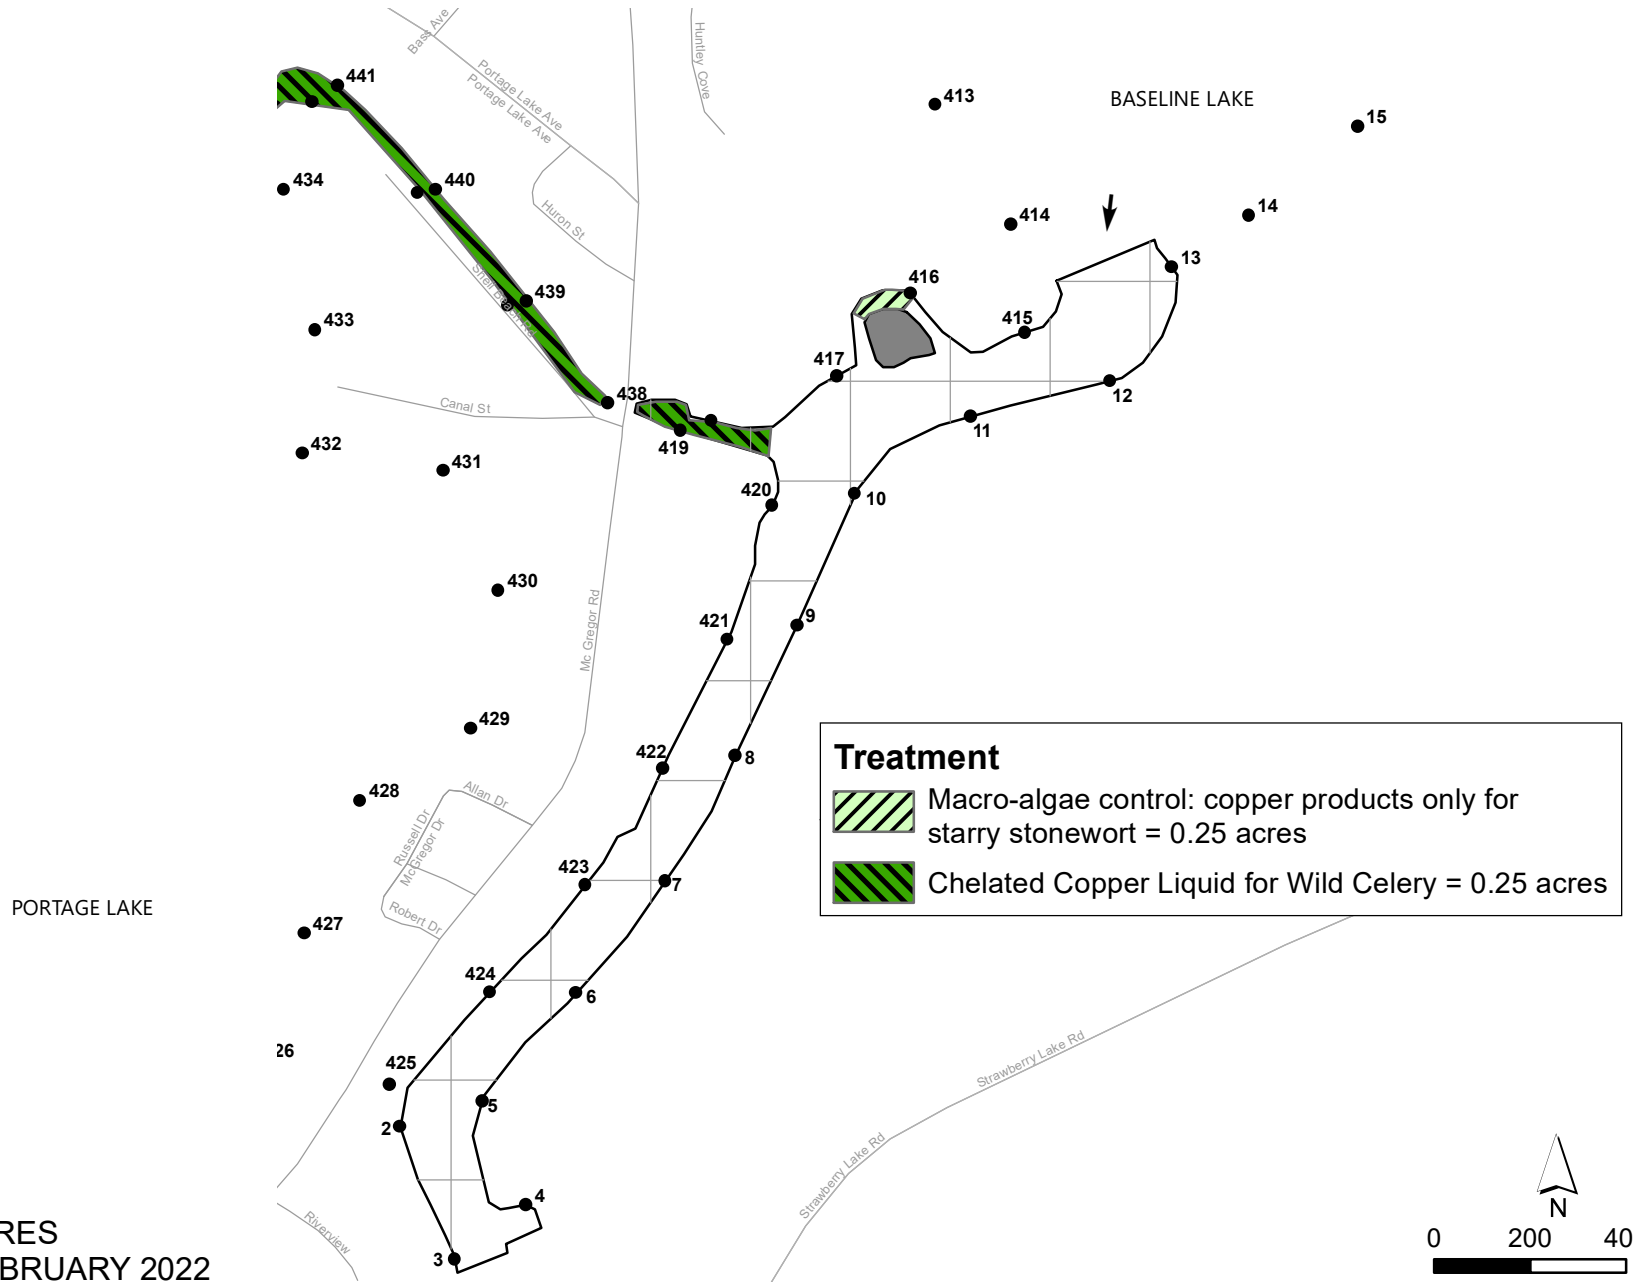 Bass Ave
Huntley Cove
441
Portage Lake Ave
Portage Lake Ave
413
BASELINE LAKE
15
434
440
Huron St
414
14
13
416
439
433
415
417
438
Canal St
12
11
432
431
419
420
10
430
421
9
Mc Gregor Rd
429
422
8
Treatment
Macro-algae control: copper products only for
starry stonewort = 0.25 acres
Chelated Copper Liquid for Wild Celery = 0.25 acres
428
Allan Dr
Russell Dr
Mc Gregor Dr
423
7
Robert Dr
PORTAGE LAKE
427
424
6
26
425
Strawberry Lake Rd
5
2
Strawberry Lake Rd
4
Riverview
3
N
RES
BRUARY 2022
0 200 40